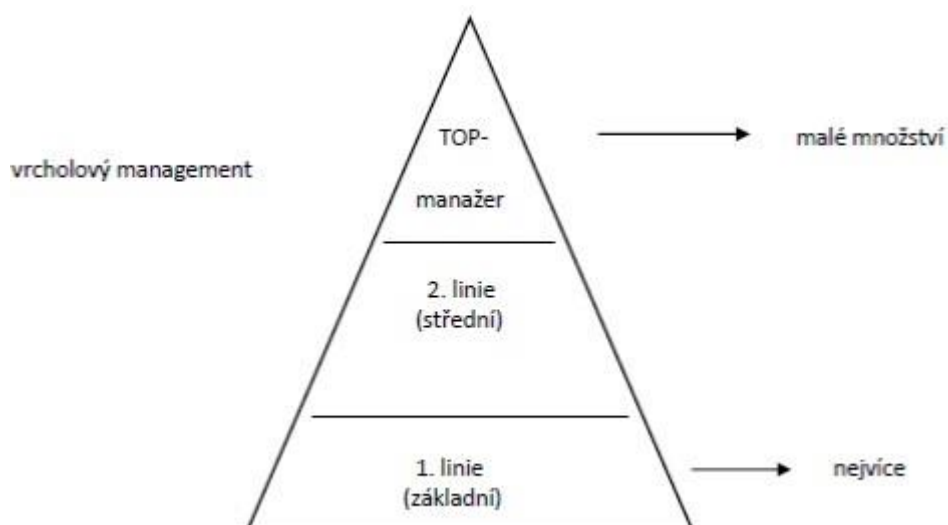 TOP-
malé množství
vrcholový management
manažer
2. linie
(střední)
1. linie
(základní)
nejvíce